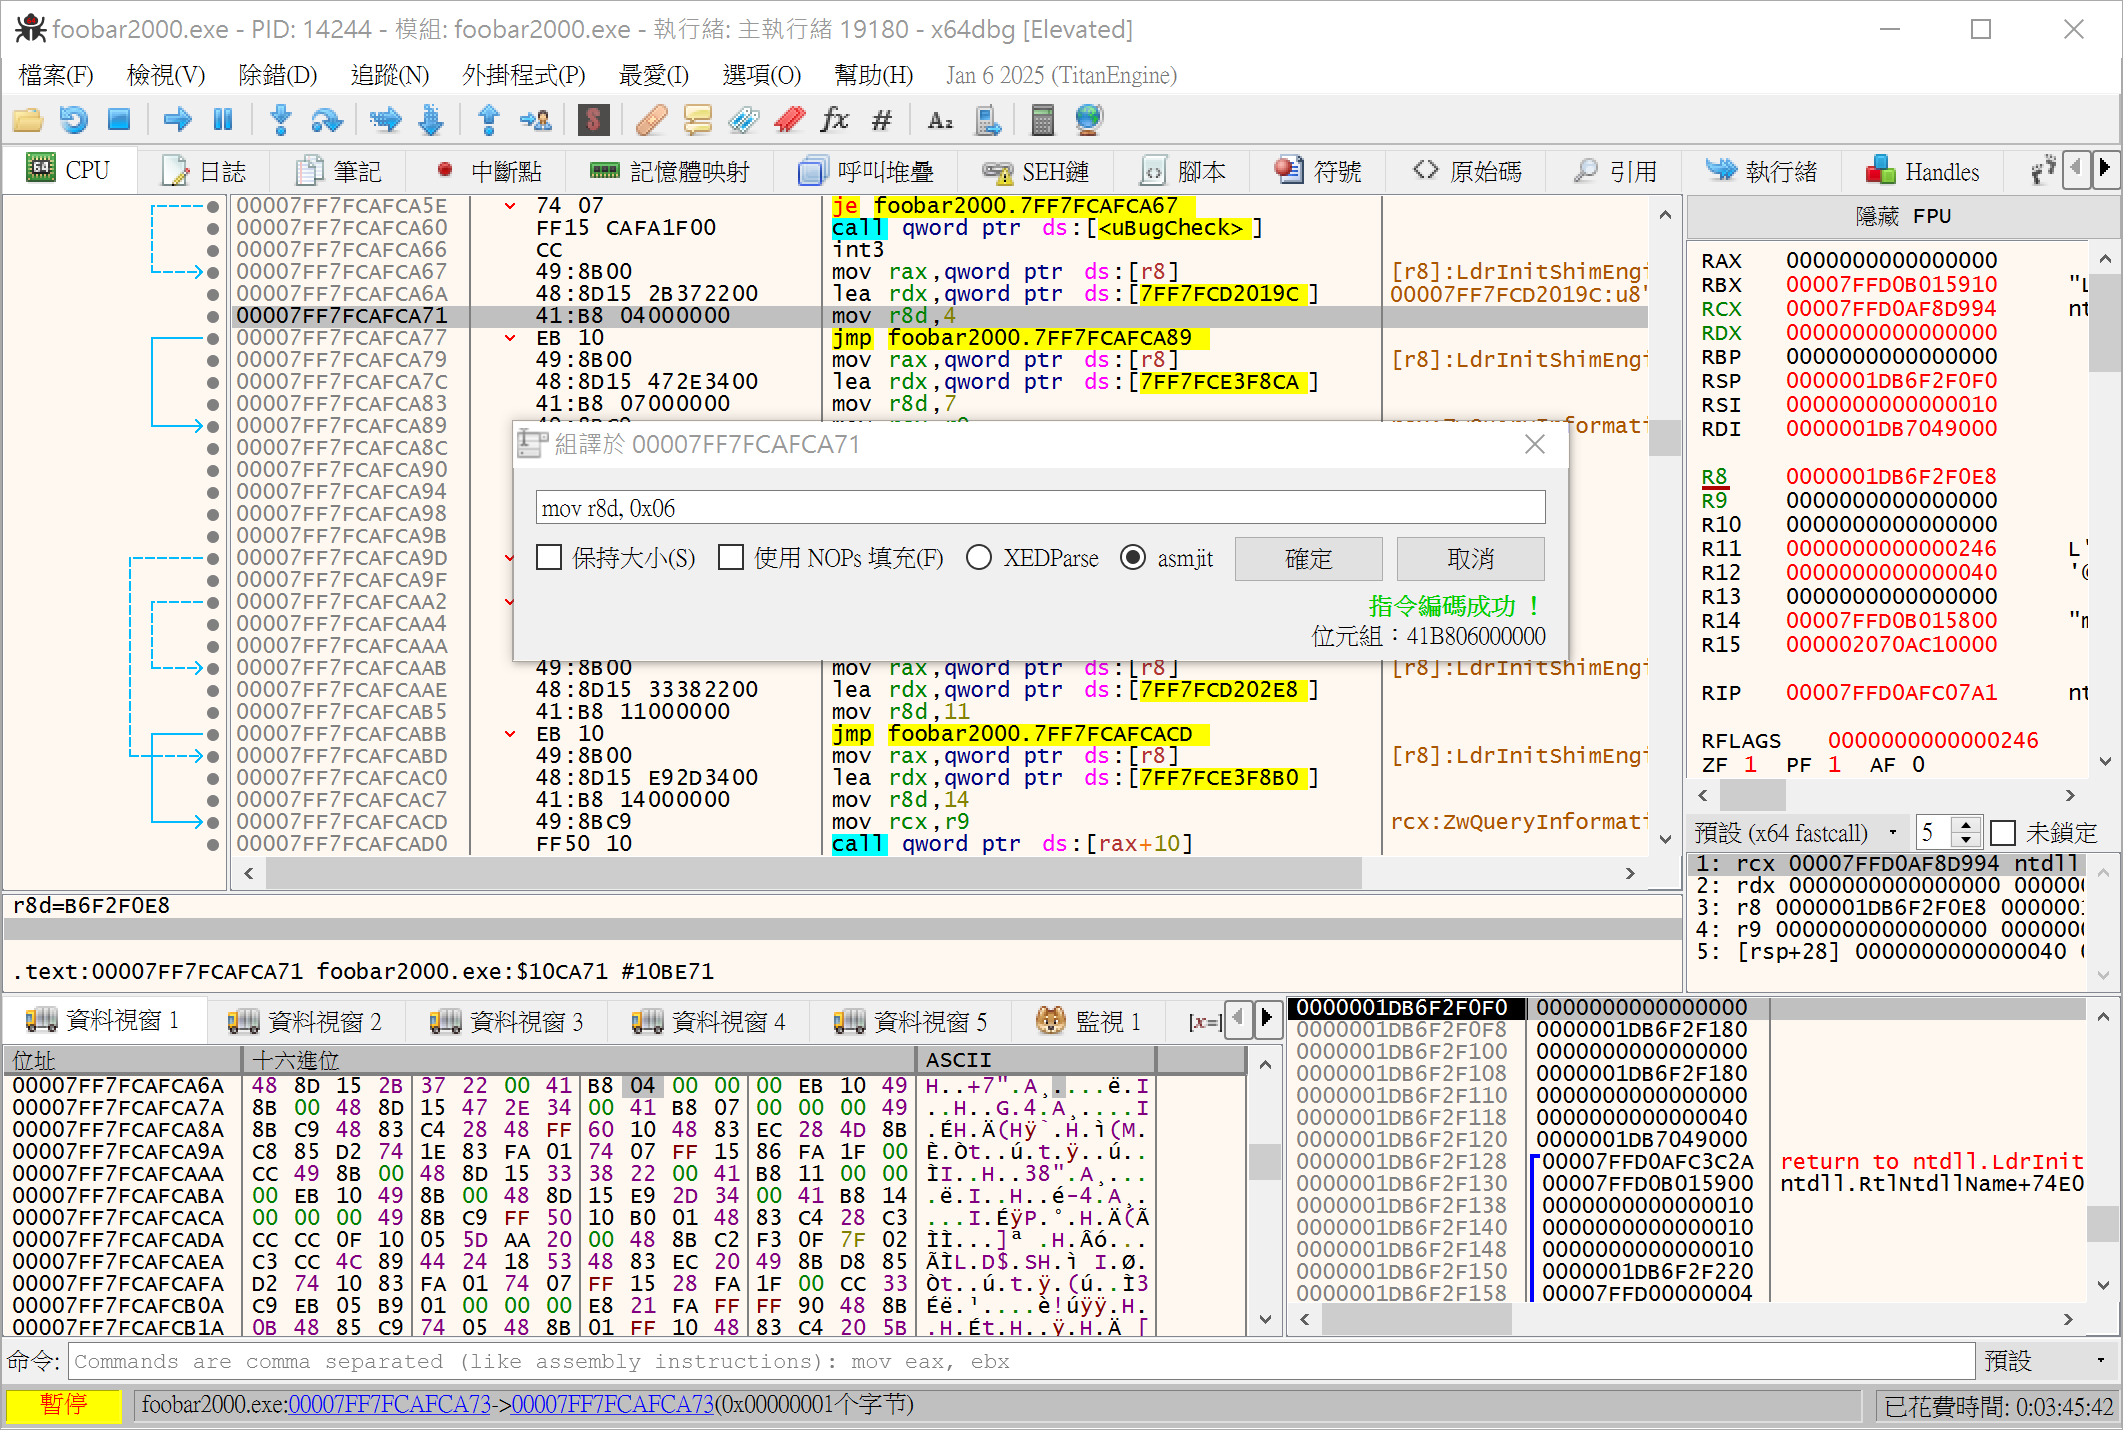 foobar2000.exe - PID: 14244 - 模組: foobar2000.exe - 執行緒: 主執行緒 19180 - x64dbg [Elevated]
檔案(F) 檢視(V) 除錯(D) 追蹤(N) 外掛程式(P) 最愛(I) 選項(O) 幫助(H) Jan 6 2025 (TitanEngine)
CPU 日誌 筆記 中斷點 記憶體映射 呼叫堆疊 SEH鏈 腳本 符號 原始碼 引用 執行緒 Handles
00007FF7FCAFCA5E 74 07 je foobar2000.7FF7FCAFCA67
00007FF7FCAFCA60 FF15 CAFA1F00 call qword ptr ds:[<uBugCheck>]
00007FF7FCAFCA66 CC int3
00007FF7FCAFCA67 49:8B00 mov rax,qword ptr ds:[r8] [r8]:LdrInitShimEngi
00007FF7FCAFCA6A 48:8D15 2B372200 lea rdx,qword ptr ds:[7FF7FCD2019C] 00007FF7FCD2019C:u8"
00007FF7FCAFCA71 41:B8 04000000 mov r8d,4
00007FF7FCAFCA77 EB 10 jmp foobar2000.7FF7FCAFCA89
00007FF7FCAFCA79 49:8B00 mov rax,qword ptr ds:[r8] [r8]:LdrInitShimEngi
00007FF7FCAFCA7C 48:8D15 472E3400 lea rdx,qword ptr ds:[7FF7FCE3F8CA]
00007FF7FCAFCA83 41:B8 07000000 mov r8d,7
00007FF7FCAFCA89
00007FF7FCAFCA8C
00007FF7FCAFCA90
00007FF7FCAFCA94
00007FF7FCAFCA98
00007FF7FCAFCA9B
00007FF7FCAFCA9D
00007FF7FCAFCA9F
00007FF7FCAFCAA2
00007FF7FCAFCAA4
00007FF7FCAFCAAA
00007FF7FCAFCAAB 49:8B00 mov rax,qword ptr ds:[r8] [r8]:LdrInitShimEngi
00007FF7FCAFCAAE 48:8D15 33382200 lea rdx,qword ptr ds:[7FF7FCD202E8]
00007FF7FCAFCAB5 41:B8 11000000 mov r8d,11
00007FF7FCAFCABB EB 10 jmp foobar2000.7FF7FCAFCACD
00007FF7FCAFCABD 49:8B00 mov rax,qword ptr ds:[r8] [r8]:LdrInitShimEngi
00007FF7FCAFCAC0 48:8D15 E92D3400 lea rdx,qword ptr ds:[7FF7FCE3F8B0]
00007FF7FCAFCAC7 41:B8 14000000 mov r8d,14
00007FF7FCAFCACD 49:8BC9 mov rcx,r9 rcx:ZwQueryInformati
00007FF7FCAFCAD0 FF50 10 call qword ptr ds:[rax+10]
組譯於 00007FF7FCAFCA71
mov r8d, 0x06
保持大小(S) 使用 NOPs 填充(F) XEDParse asmjit 確定 取消
指令編碼成功 ！
位元組：41B806000000
隱藏 FPU
RAX 0000000000000000
RBX 00007FFD0B015910 "L
RCX 00007FFD0AF8D994 nt
RDX 0000000000000000
RBP 0000000000000000
RSP 0000001DB6F2F0F0
RSI 0000000000000010
RDI 0000001DB7049000
R8 0000001DB6F2F0E8
R9 0000000000000000
R10 0000000000000000
R11 0000000000000246 L'
R12 0000000000000040 '@
R13 0000000000000000
R14 00007FFD0B015800 "m
R15 000002070AC10000
RIP 00007FFD0AFC07A1 nt
RFLAGS 0000000000000246
ZF 1 PF 1 AF 0
預設 (x64 fastcall) 5 未鎖定
1: rcx 00007FFD0AF8D994 ntdll
2: rdx 0000000000000000 000000
3: r8 0000001DB6F2F0E8 0000001
4: r9 0000000000000000 0000000
5: [rsp+28] 0000000000000040 0
r8d=B6F2F0E8
.text:00007FF7FCAFCA71 foobar2000.exe:$10CA71 #10BE71
資料視窗 1 資料視窗 2 資料視窗 3 資料視窗 4 資料視窗 5 監視 1 [x=]
位址 十六進位 ASCII
00007FF7FCAFCA6A 48 8D 15 2B 37 22 00 41 B8 04 00 00 00 EB 10 49 H..+7".A¸....ë.I
00007FF7FCAFCA7A 8B 00 48 8D 15 47 2E 34 00 41 B8 07 00 00 00 49 ..H..G.4.A¸....I
00007FF7FCAFCA8A 8B C9 48 83 C4 28 48 FF 60 10 48 83 EC 28 4D 8B .ÉH.Ä(Hÿ`.H.ì(M.
00007FF7FCAFCA9A C8 85 D2 74 1E 83 FA 01 74 07 FF 15 86 FA 1F 00 È.Òt..ú.t.ÿ..ú..
00007FF7FCAFCAAA CC 49 8B 00 48 8D 15 33 38 22 00 41 B8 11 00 00 ÌI..H..38".A¸...
00007FF7FCAFCABA 00 EB 10 49 8B 00 48 8D 15 E9 2D 34 00 41 B8 14 .ë.I..H..é-4.A¸.
00007FF7FCAFCACA 00 00 00 49 8B C9 FF 50 10 B0 01 48 83 C4 28 C3 ...I.ÉÿP.°.H.Ä(Ã
00007FF7FCAFCADA CC CC 0F 10 05 5D AA 20 00 48 8B C2 F3 0F 7F 02 ÌÌ...]ª .H.Âó...
00007FF7FCAFCAEA C3 CC 4C 89 44 24 18 53 48 83 EC 20 49 8B D8 85 ÃÌL.D$.SH.ì I.Ø.
00007FF7FCAFCAFA D2 74 10 83 FA 01 74 07 FF 15 28 FA 1F 00 CC 33 Òt..ú.t.ÿ.(ú..Ì3
00007FF7FCAFCB0A C9 EB 05 B9 01 00 00 00 E8 21 FA FF FF 90 48 8B Éë.¹....è!úÿÿ.H.
00007FF7FCAFCB1A 0B 48 85 C9 74 05 48 8B 01 FF 10 48 83 C4 20 5B .H.Ét.H..ÿ.H.Ä [
0000001DB6F2F0F0 0000000000000000
0000001DB6F2F0F8 0000001DB6F2F180
0000001DB6F2F100 0000000000000000
0000001DB6F2F108 0000001DB6F2F180
0000001DB6F2F110 0000000000000000
0000001DB6F2F118 0000000000000040
0000001DB6F2F120 0000001DB7049000
0000001DB6F2F128 00007FFD0AFC3C2A return to ntdll.LdrInit
0000001DB6F2F130 00007FFD0B015900 ntdll.RtlNtdllName+74E0
0000001DB6F2F138 0000000000000010
0000001DB6F2F140 0000000000000010
0000001DB6F2F148 0000000000000010
0000001DB6F2F150 0000001DB6F2F220
0000001DB6F2F158 00007FFD00000004
命令: Commands are comma separated (like assembly instructions): mov eax, ebx 預設
暫停 foobar2000.exe:00007FF7FCAFCA73->00007FF7FCAFCA73(0x00000001个字节) 已花費時間: 0:03:45:42